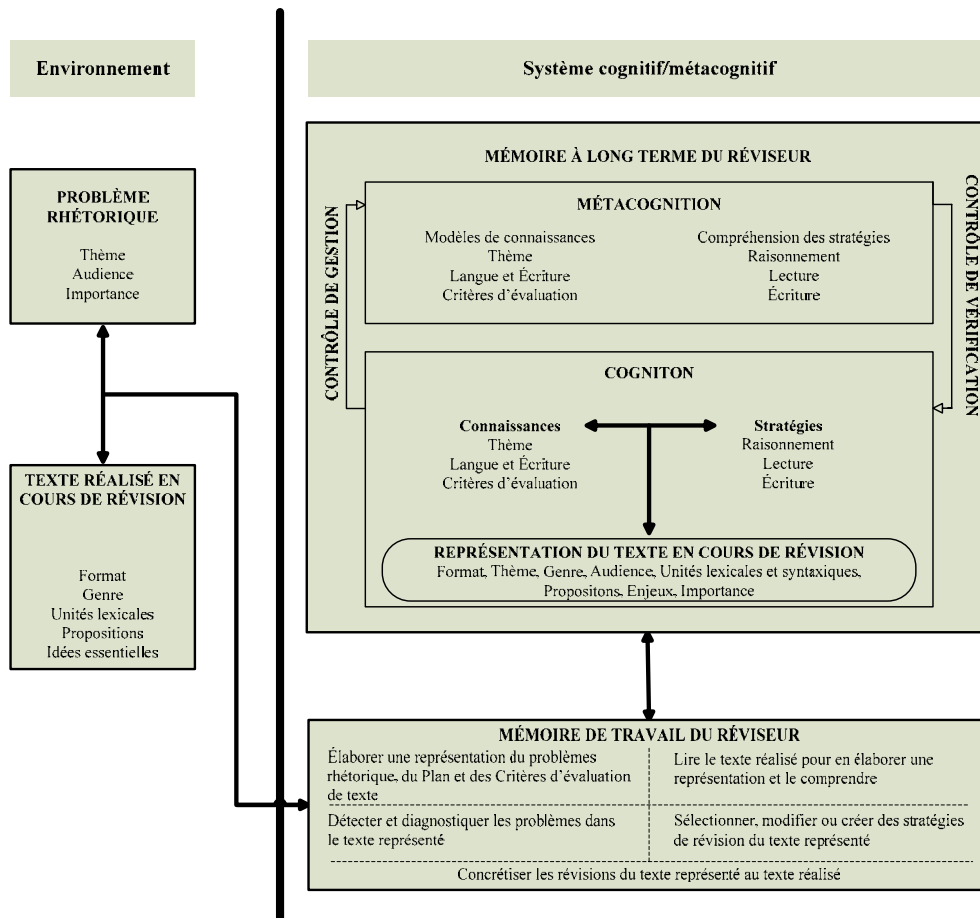 Environnement
Système cognitif/métacognitif
PROBLÈME
RHÉTORIQUE
Thème
Audience
Importance
TEXTE RÉALISÉ EN
COURS DE RÉVISION
Format
Genre
Unités lexicales
Propositions
Idées essentielles
MÉMOIRE À LONG TERME DU RÉVISEUR
CONTRÔLE DE GESTION
CONTRÔLE DE VÉRIFICATION
MÉTACOGNITION
Modèles de connaissances
Thème
Langue et Écriture
Critères d'évaluation
Compréhension des stratégies
Raisonnement
Lecture
Écriture
COGNITON
Connaissances
Thème
Langue et Écriture
Critères d'évaluation
Stratégies
Raisonnement
Lecture
Écriture
REPRÉSENTATION DU TEXTE EN COURS DE RÉVISION
Format, Thème, Genre, Audience, Unités lexicales et syntaxiques,
Propositons, Enjeux, Importance
MÉMOIRE DE TRAVAIL DU RÉVISEUR
Élaborer une représentation du problèmes
rhétorique, du Plan et des Critères d'évaluation
de texte
Lire le texte réalisé pour en élaborer une
représentation et le comprendre
Détecter et diagnostiquer les problèmes dans
le texte représenté
Sélectionner, modifier ou créer des stratégies
de révision du texte représenté
Concrétiser les révisions du texte représenté au texte réalisé